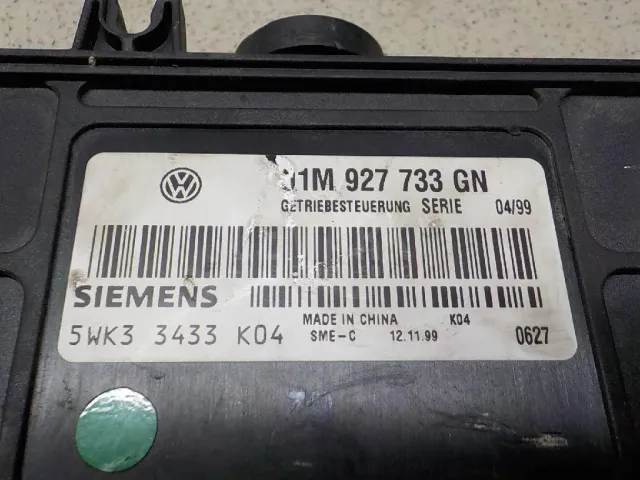 01M 927 733 GN
GETRIEBESTEUERUNG SERIE 04/99
SIEMENS
MADE IN CHINA K04
5WK3 3433 K04 SME-C 12.11.99 0627